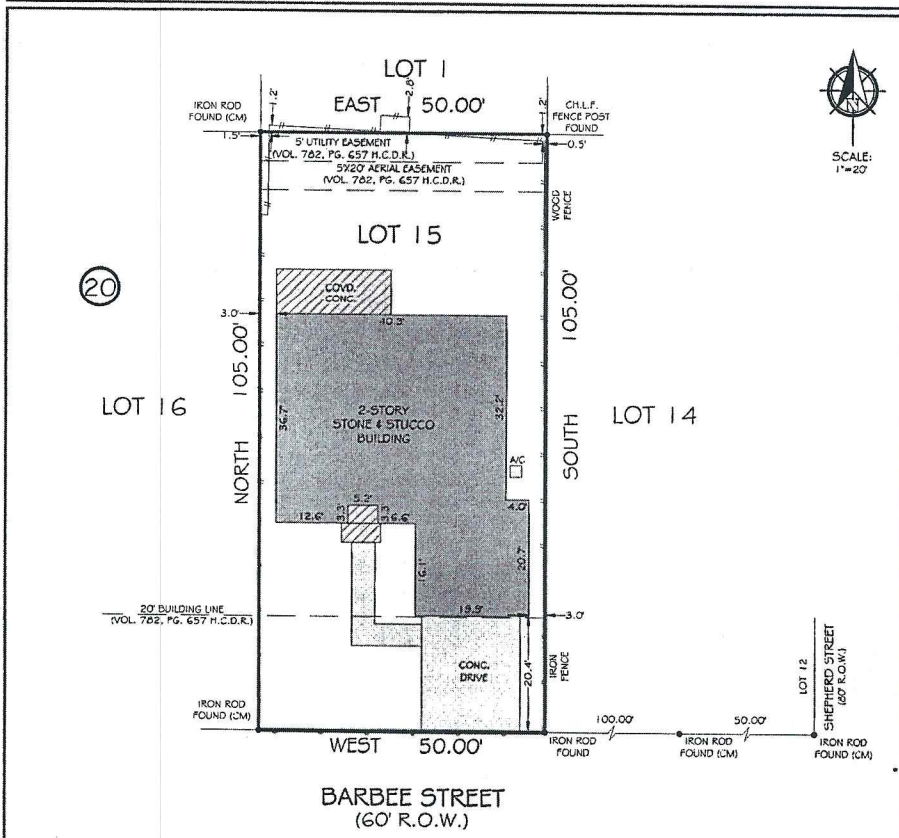 LOT 1
EAST 50.00'
1.2'
2.8'
1.2'
IRON ROD
FOUND (CM)
CH.L.F.
FENCE POST
FOUND
N
SCALE:
1"=20'
1.5'
0.5'
5' UTILITY EASEMENT
(VOL. 782, PG. 657 H.C.D.R.)
5'X20' AERIAL EASEMENT
(VOL. 782, PG. 657 H.C.D.R.)
WOOD
FENCE
LOT 15
20
COVD.
CONC.
3.0'
40.3'
NORTH 105.00'
SOUTH 105.00'
LOT 16
LOT 14
36.7'
2-STORY
STONE & STUCCO
BUILDING
32.2'
A/C
4.0'
5.2'
12.6'
3.3'
3.3'
6.6'
16.1'
20.7'
20' BUILDING LINE
(VOL. 782, PG. 657 H.C.D.R.)
19.9'
3.0'
CONC.
DRIVE
20.4'
IRON
FENCE
LOT 12
SHEPHERD STREET
(80' R.O.W.)
IRON ROD
FOUND (CM)
WEST 50.00'
100.00'
50.00'
IRON ROD
FOUND
IRON ROD
FOUND (CM)
IRON ROD
FOUND (CM)
BARBEE STREET
(60' R.O.W.)